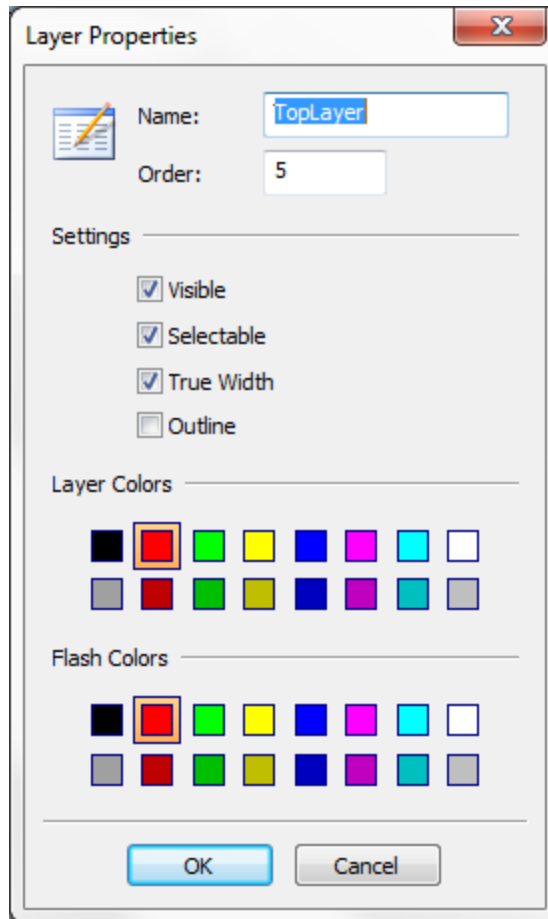 Layer Properties
Name: TopLayer
Order: 5
Settings
Visible
Selectable
True Width
Outline
Layer Colors
Flash Colors
OK Cancel